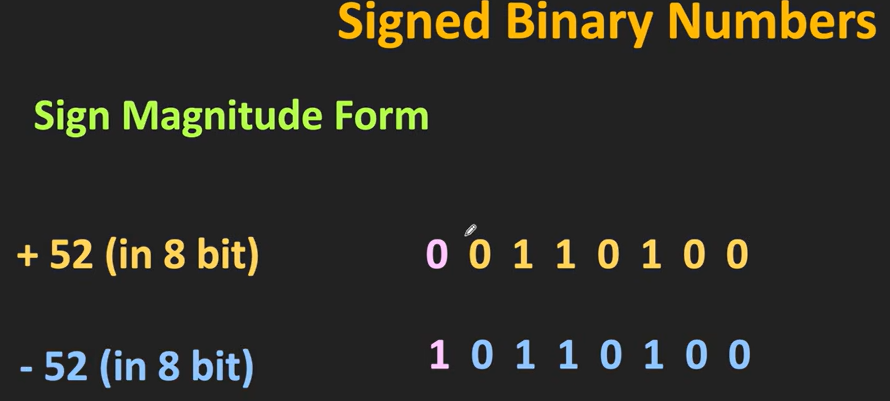 Signed Binary Numbers
Sign Magnitude Form
+ 52 (in 8 bit) 0 0 1 1 0 1 0 0
- 52 (in 8 bit) 1 0 1 1 0 1 0 0